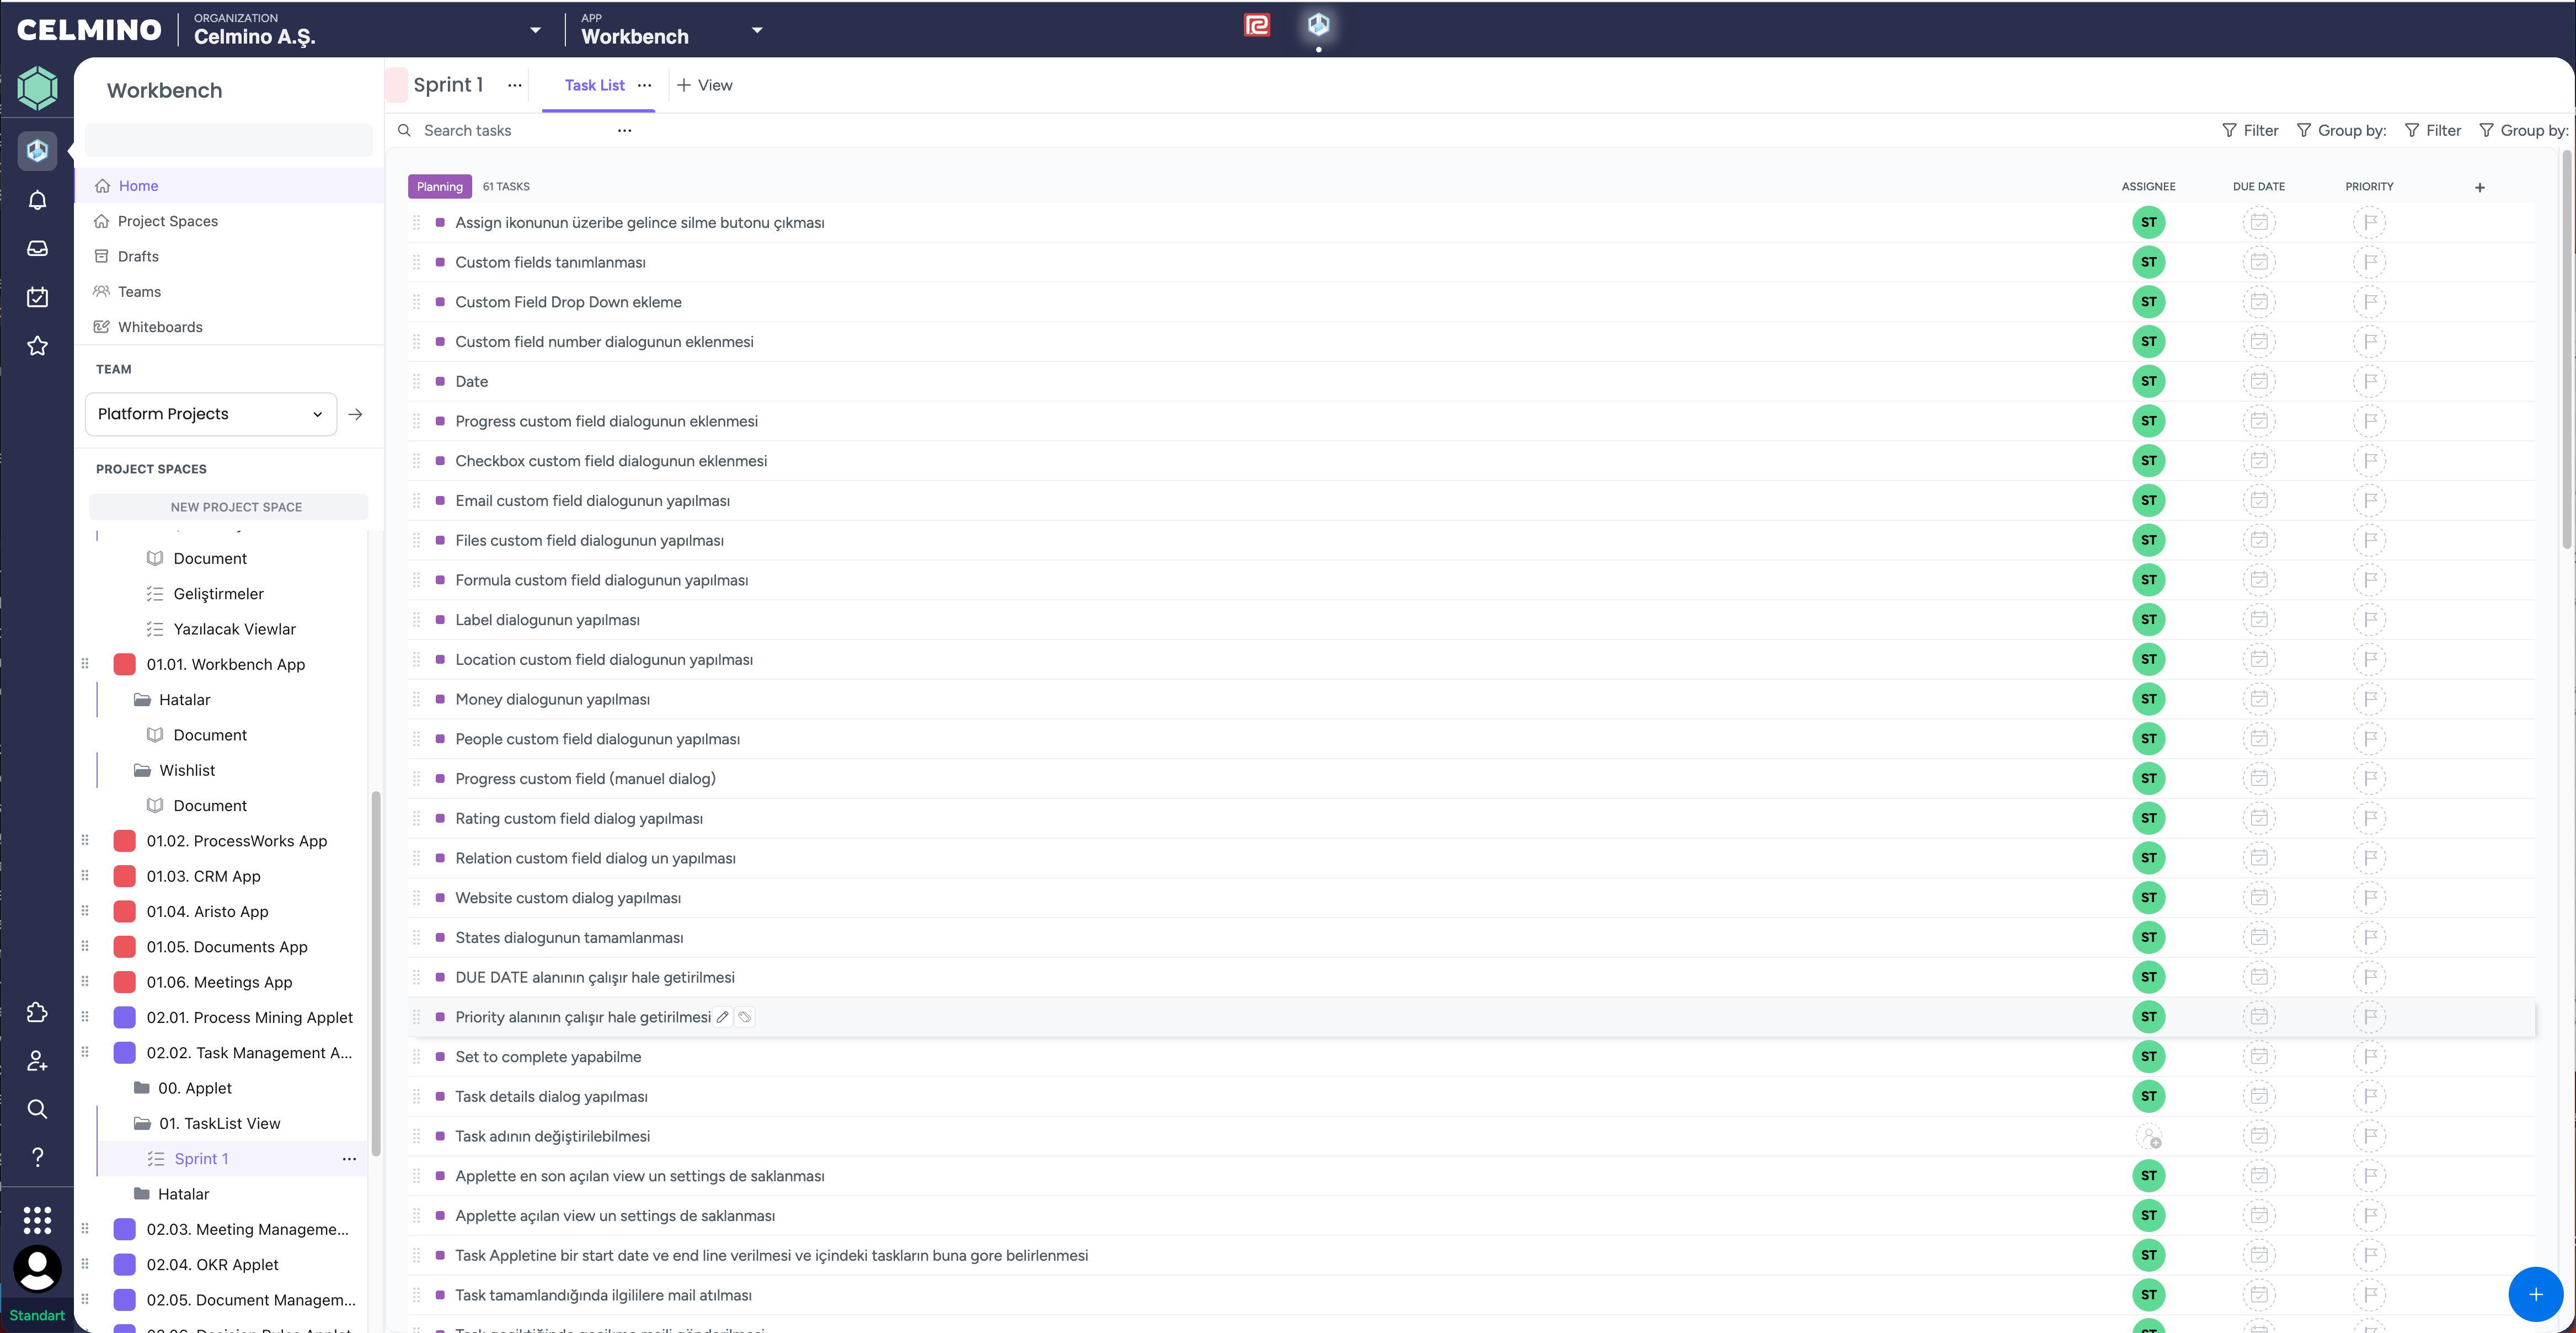 CELMINO
ORGANIZATION
Celmino A.Ş.
APP
Workbench
Workbench
Home
Project Spaces
Drafts
Teams
Whiteboards
TEAM
Platform Projects
PROJECT SPACES
NEW PROJECT SPACE
Document
Geliştirmeler
Yazılacak Viewlar
01.01. Workbench App
Hatalar
Document
Wishlist
Document
01.02. ProcessWorks App
01.03. CRM App
01.04. Aristo App
01.05. Documents App
01.06. Meetings App
02.01. Process Mining Applet
02.02. Task Management A...
00. Applet
01. TaskList View
Sprint 1
Hatalar
02.03. Meeting Manageme...
02.04. OKR Applet
02.05. Document Managem...
Standart
Sprint 1
Task List
View
Search tasks
Filter Group by: Filter Group by:
Planning 61 TASKS ASSIGNEE DUE DATE PRIORITY
Assign ikonunun üzeribe gelince silme butonu çıkması ST
Custom fields tanımlanması ST
Custom Field Drop Down ekleme ST
Custom field number dialogunun eklenmesi ST
Date ST
Progress custom field dialogunun eklenmesi ST
Checkbox custom field dialogunun eklenmesi ST
Email custom field dialogunun yapılması ST
Files custom field dialogunun yapılması ST
Formula custom field dialogunun yapılması ST
Label dialogunun yapılması ST
Location custom field dialogunun yapılması ST
Money dialogunun yapılması ST
People custom field dialogunun yapılması ST
Progress custom field (manuel dialog) ST
Rating custom field dialog yapılması ST
Relation custom field dialog un yapılması ST
Website custom dialog yapılması ST
States dialogunun tamamlanması ST
DUE DATE alanının çalışır hale getirilmesi ST
Priority alanının çalışır hale getirilmesi ST
Set to complete yapabilme ST
Task details dialog yapılması ST
Task adının değiştirilebilmesi
Applette en son açılan view un settings de saklanması ST
Applette açılan view un settings de saklanması ST
Task Appletine bir start date ve end line verilmesi ve içindeki taskların buna gore belirlenmesi ST
Task tamamlandığında ilgililere mail atılması ST